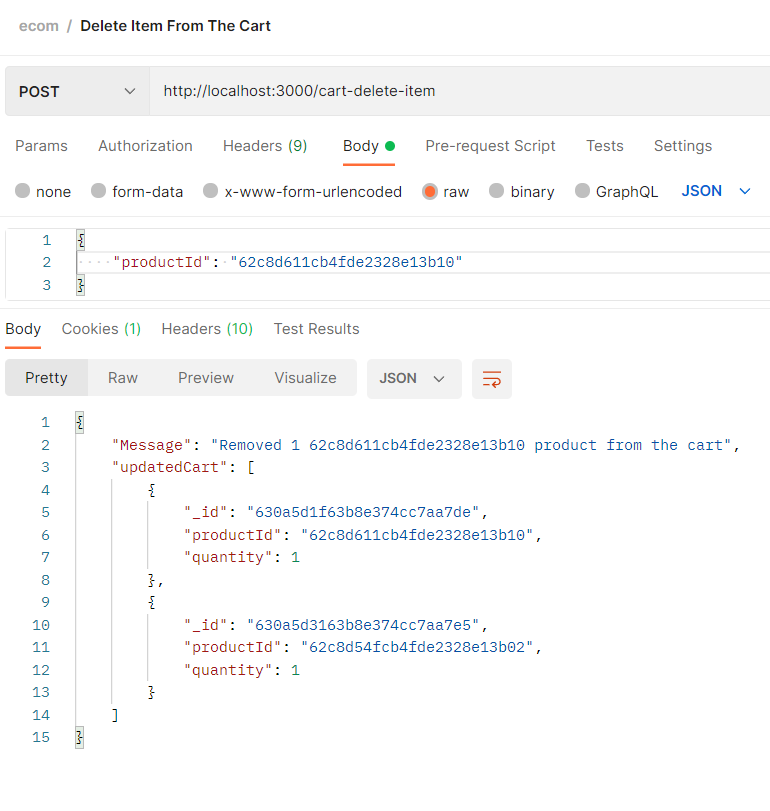 ecom / Delete Item From The Cart
POST http://localhost:3000/cart-delete-item
Params Authorization Headers (9) Body Pre-request Script Tests Settings
none form-data x-www-form-urlencoded raw binary GraphQL JSON
1 {
2 ····"productId":·"62c8d611cb4fde2328e13b10"
3 }
Body Cookies (1) Headers (10) Test Results
Pretty Raw Preview Visualize JSON
1 {
2 "Message": "Removed 1 62c8d611cb4fde2328e13b10 product from the cart",
3 "updatedCart": [
4 {
5 "_id": "630a5d1f63b8e374cc7aa7de",
6 "productId": "62c8d611cb4fde2328e13b10",
7 "quantity": 1
8 },
9 {
10 "_id": "630a5d3163b8e374cc7aa7e5",
11 "productId": "62c8d54fcb4fde2328e13b02",
12 "quantity": 1
13 }
14 ]
15 }